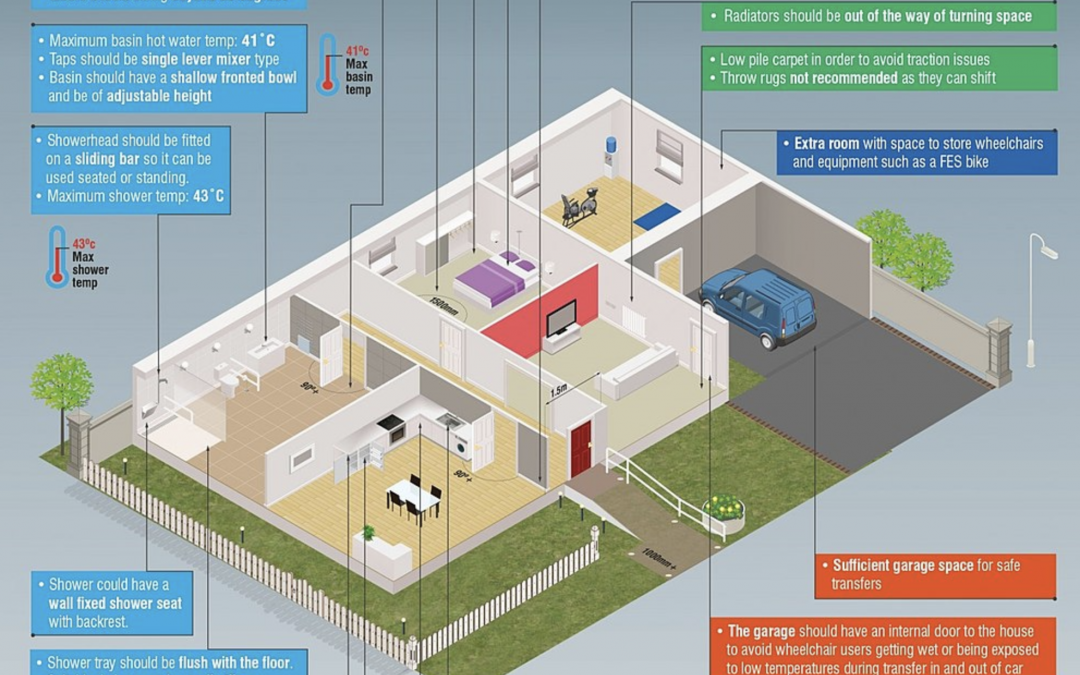 • Radiators should be out of the way of turning space
• Maximum basin hot water temp: 41˚C
• Taps should be single lever mixer type
• Basin should have a shallow fronted bowl
and be of adjustable height
41ºc
Max
basin
temp
• Low pile carpet in order to avoid traction issues
• Throw rugs not recommended as they can shift
• Showerhead should be fitted
on a sliding bar so it can be
used seated or standing.
• Maximum shower temp: 43˚C
• Extra room with space to store wheelchairs
and equipment such as a FES bike
43ºc
Max
shower
temp
1500mm
90º+
1.5m
90º+
1000mm+
• Sufficient garage space for safe
transfers
• Shower could have a
wall fixed shower seat
with backrest.
• The garage should have an internal door to the house
to avoid wheelchair users getting wet or being exposed
to low temperatures during transfer in and out of car
• Shower tray should be flush with the floor.